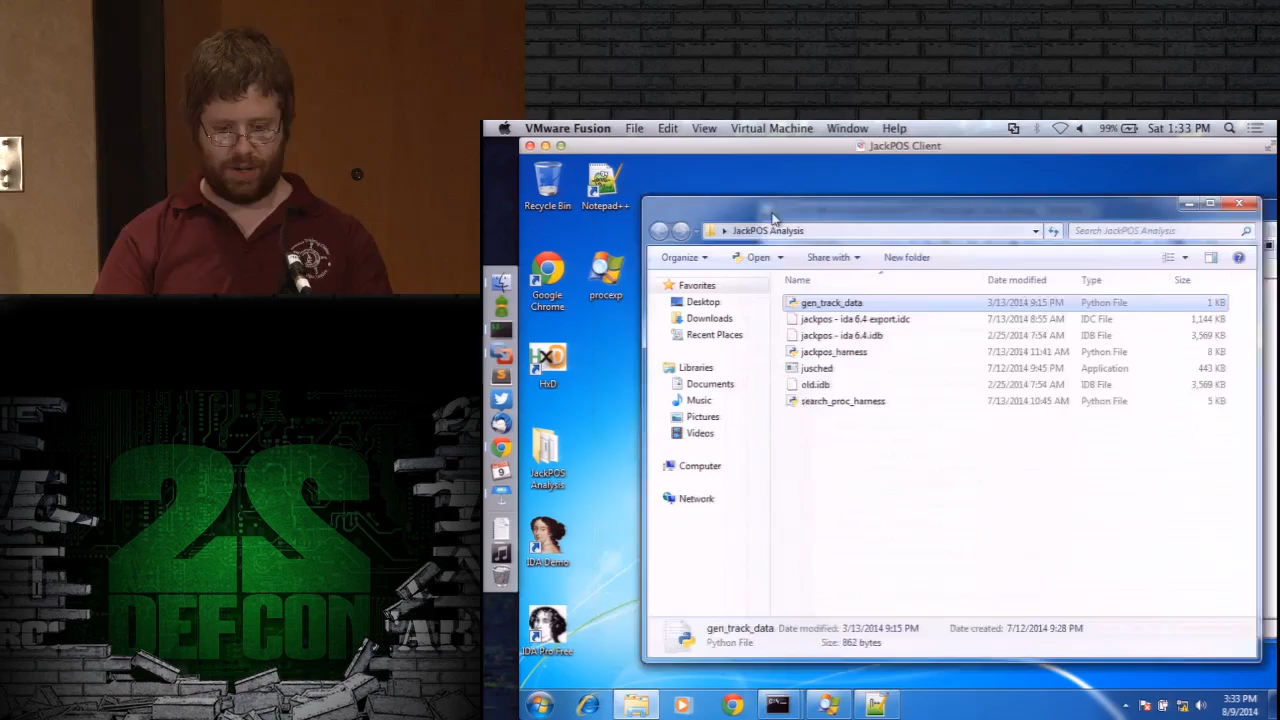 VMware Fusion File Edit View Virtual Machine Window Help 99% Sat 1:33 PM
JackPOS Client
Recycle Bin
Notepad++
JackPOS Analysis
Search JackPOS Analysis
Organize Open Share with New folder
Favorites
Desktop
Downloads
Recent Places
Libraries
Documents
Music
Pictures
Videos
Computer
Network
Name Date modified Type Size
gen_track_data 3/13/2014 9:15 PM Python File 1 KB
jackpos - ida 6.4 export.idc 7/13/2014 8:55 AM IDC File 1,144 KB
jackpos - ida 6.4.idb 2/25/2014 7:54 AM IDB File 3,569 KB
jackpos_harness 7/13/2014 11:41 AM Python File 8 KB
jusched 7/12/2014 9:45 PM Application 443 KB
old.idb 2/25/2014 7:54 AM IDB File 3,569 KB
search_proc_harness 7/13/2014 10:45 AM Python File 5 KB
Google
Chrome
procexp
HxD
JackPOS
Analysis
IDA Demo
IDA Pro Free
gen_track_data Date modified: 3/13/2014 9:15 PM Date created: 7/12/2014 9:28 PM
Python File Size: 862 bytes
3:33 PM
8/9/2014
22
DEFCON